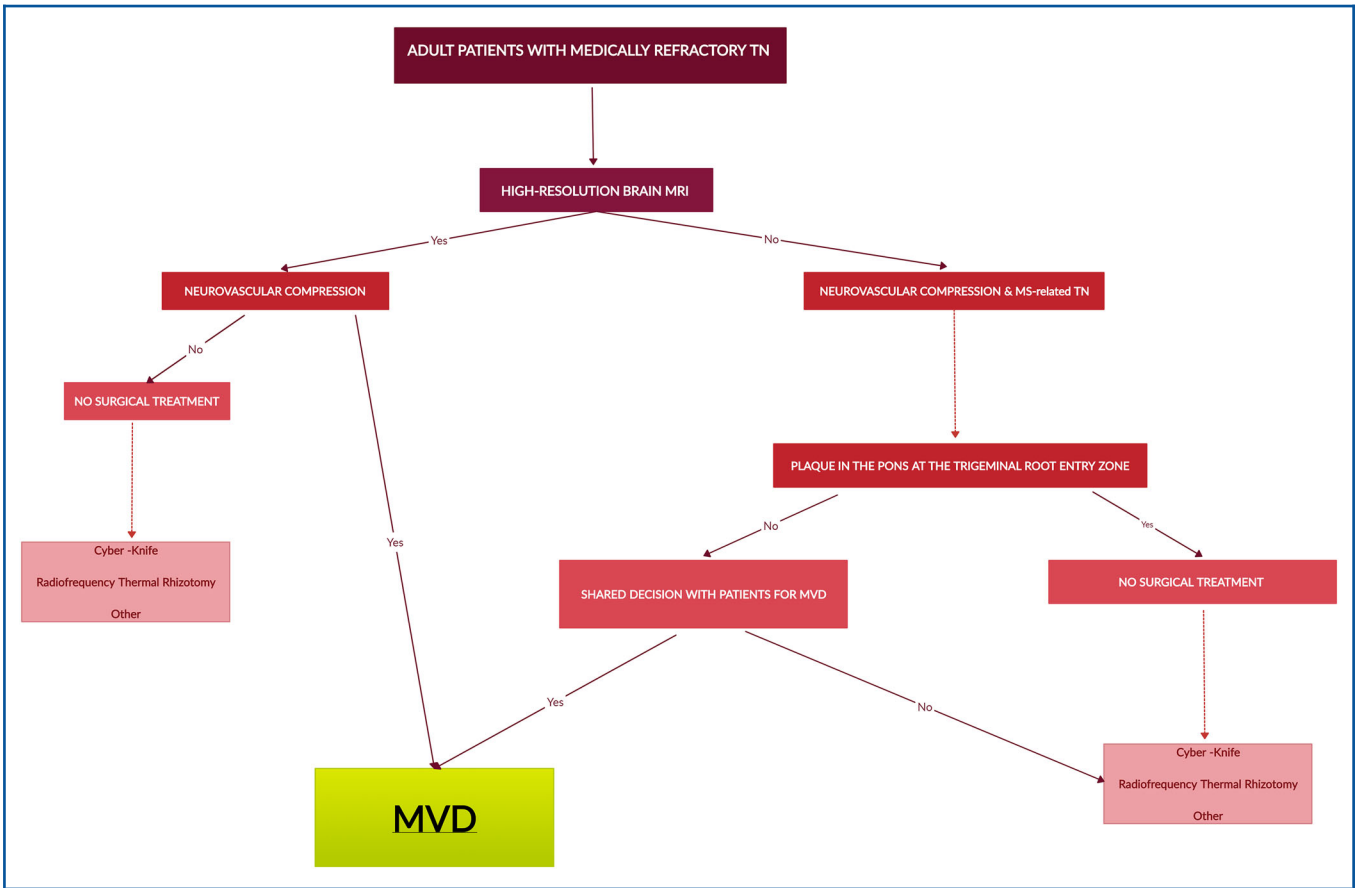 ADULT PATIENTS WITH MEDICALLY REFRACTORY TN
HIGH-RESOLUTION BRAIN MRI
Yes
No
NEUROVASCULAR COMPRESSION
NEUROVASCULAR COMPRESSION & MS-related TN
No
NO SURGICAL TREATMENT
PLAQUE IN THE PONS AT THE TRIGEMINAL ROOT ENTRY ZONE
No
Yes
Yes
Cyber -Knife
Radiofrequency Thermal Rhizotomy
Other
SHARED DECISION WITH PATIENTS FOR MVD
NO SURGICAL TREATMENT
Yes
No
Cyber -Knife
Radiofrequency Thermal Rhizotomy
Other
MVD